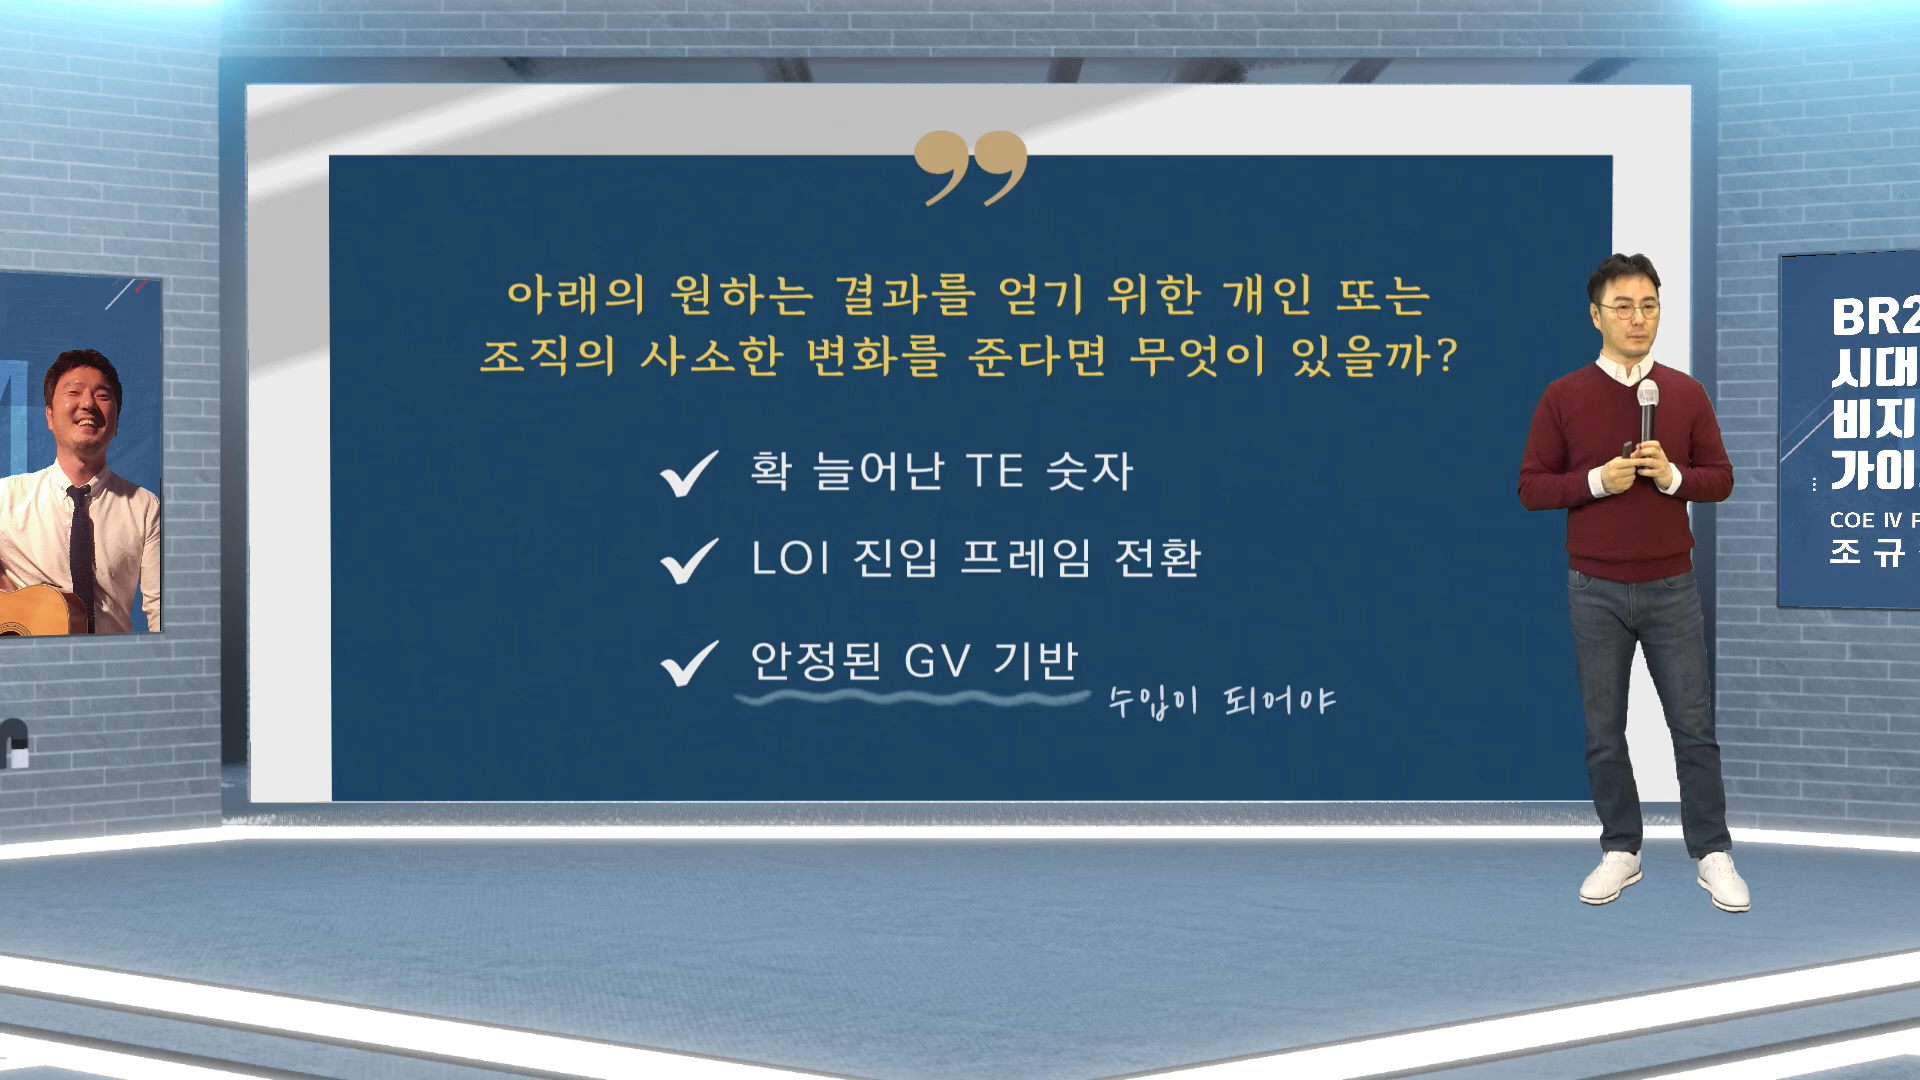 아래의 원하는 결과를 얻기 위한 개인 또는
조직의 사소한 변화를 준다면 무엇이 있을까?
확 늘어난 TE 숫자
LOI 진입 프레임 전환
안정된 GV 기반
수입이 되어야
BR2
시대
비지
가이
COE IV
조 규